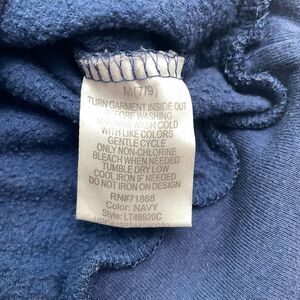 M(7/9)
TURN GARMENT INSIDE OUT
BEFORE WASHING
MACHINE WASH COLD
WITH LIKE COLORS
GENTLE CYCLE
ONLY NON-CHLORINE
BLEACH WHEN NEEDED
TUMBLE DRY LOW
COOL IRON IF NEEDED
DO NOT IRON ON DESIGN
RN#71868
Color: NAVY
Style: LT49920C